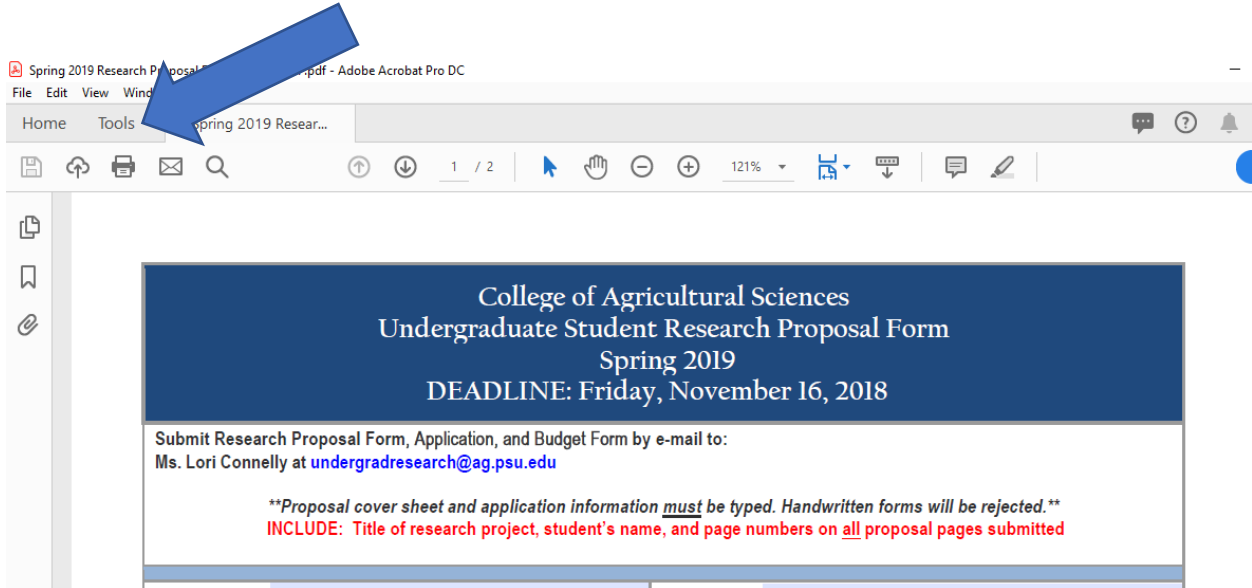 Spring 2019 Research .pdf - Adobe Acrobat Pro DC
File Edit View
Home Tools Spring 2019 Resear...
1 / 2 121%
College of Agricultural Sciences
Undergraduate Student Research Proposal Form
Spring 2019
DEADLINE: Friday, November 16, 2018
Submit Research Proposal Form, Application, and Budget Form by e-mail to:
Ms. Lori Connelly at undergradresearch@ag.psu.edu
**Proposal cover sheet and application information must be typed. Handwritten forms will be rejected.**
INCLUDE: Title of research project, student's name, and page numbers on all proposal pages submitted